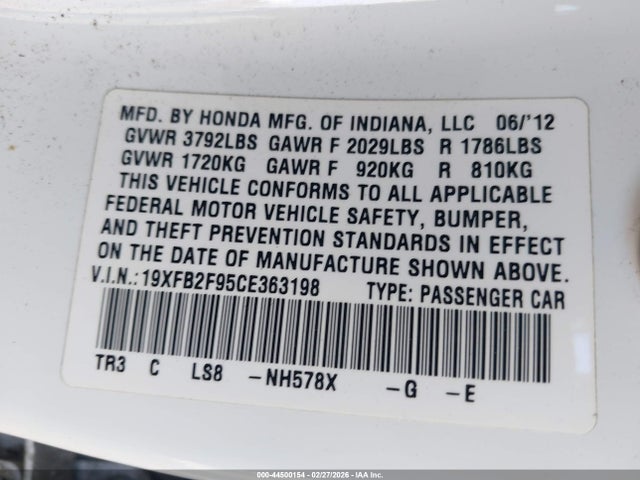 MFD. BY HONDA MFG. OF INDIANA, LLC 06/'12
GVWR 3792LBS GAWR F 2029LBS R 1786LBS
GVWR 1720KG GAWR F 920KG R 810KG
THIS VEHICLE CONFORMS TO ALL APPLICABLE
FEDERAL MOTOR VEHICLE SAFETY, BUMPER,
AND THEFT PREVENTION STANDARDS IN EFFECT
ON THE DATE OF MANUFACTURE SHOWN ABOVE.
V.I.N.:19XFB2F95CE363198 TYPE: PASSENGER CAR
TR3 C LS8 -NH578X -G -E
000-44500154 - 02/27/2026 - IAA Inc.